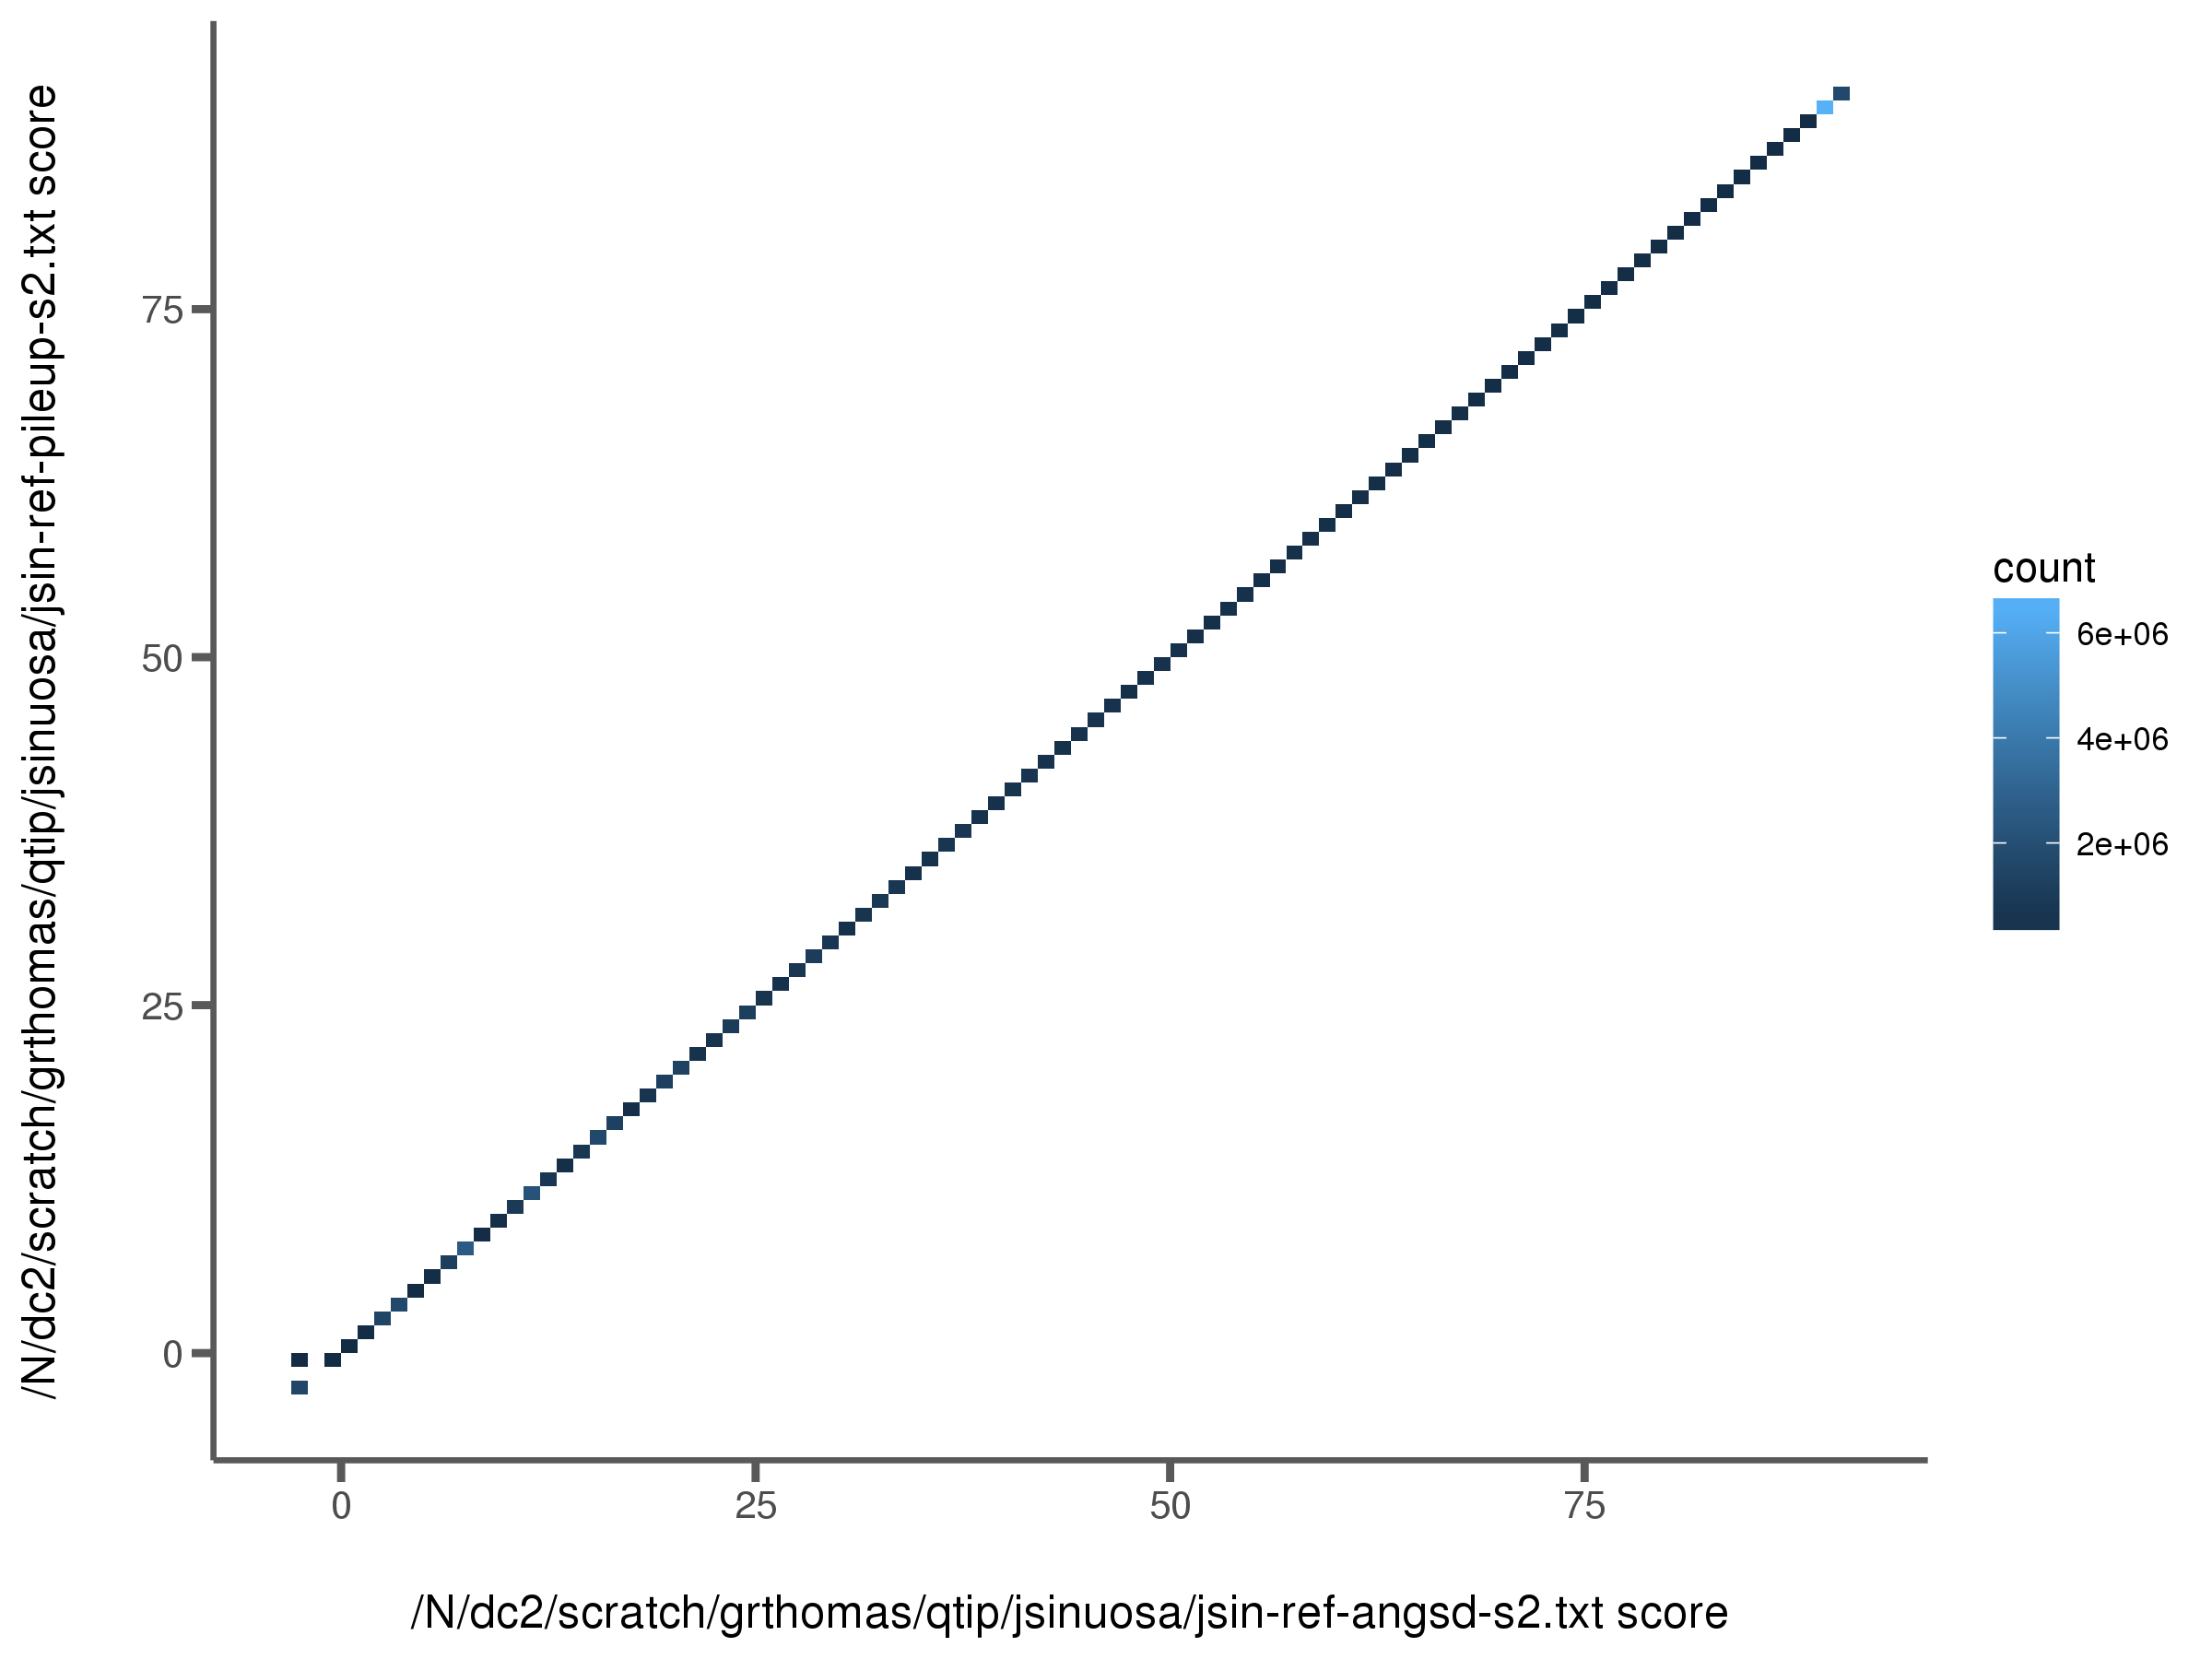 /N/dc2/scratch/grthomas/qtip/jsinuosa/jsin-ref-pileup-s2.txt score
75
50
25
0
0
25
50
75
/N/dc2/scratch/grthomas/qtip/jsinuosa/jsin-ref-angsd-s2.txt score
count
6e+06
4e+06
2e+06